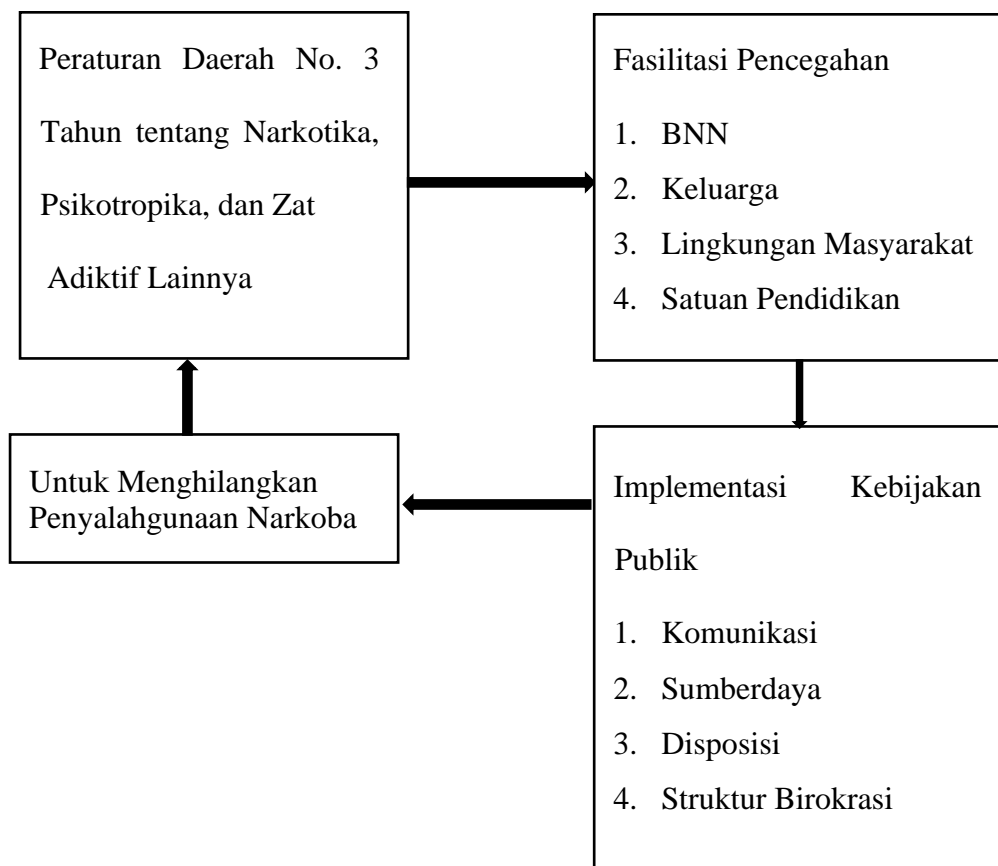 Peraturan Daerah No. 3
Tahun tentang Narkotika,
Psikotropika, dan Zat
Adiktif Lainnya
Fasilitasi Pencegahan
1. BNN
2. Keluarga
3. Lingkungan Masyarakat
4. Satuan Pendidikan
Implementasi Kebijakan
Publik
1. Komunikasi
2. Sumberdaya
3. Disposisi
4. Struktur Birokrasi
Untuk Menghilangkan
Penyalahgunaan Narkoba